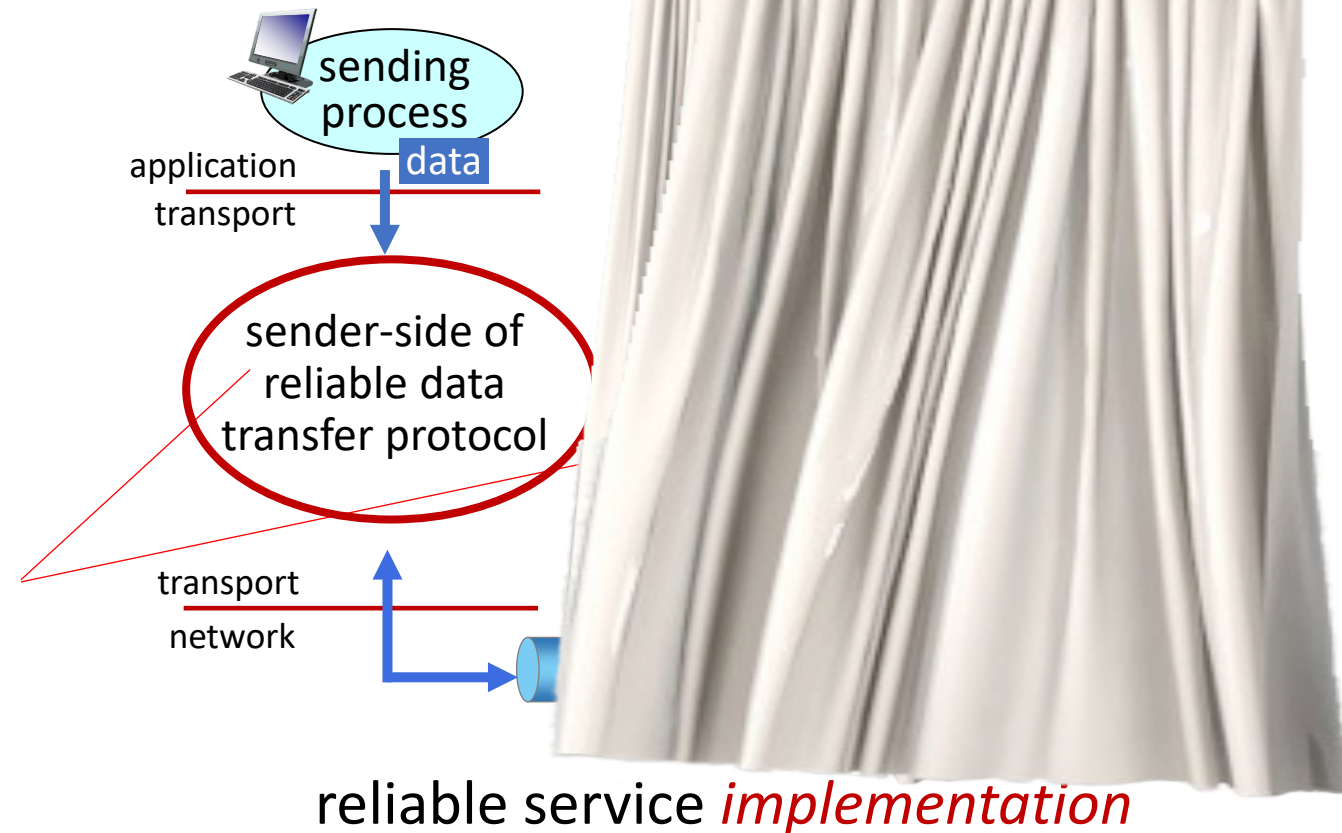 sending
process
data
application
transport
sender-side of
reliable data
transfer protocol
transport
network
reliable service implementation